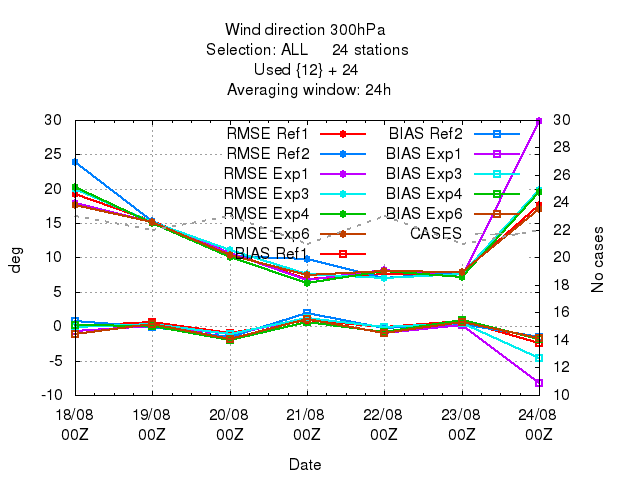 Wind direction 300hPa
Selection: ALL 24 stations
Used {12} + 24
Averaging window: 24h
30 30
RMSE Ref1 BIAS Ref2
28
RMSE Ref2 BIAS Exp1
25
26
RMSE Exp1 BIAS Exp3
20 RMSE Exp3 BIAS Exp4 24
RMSE Exp4 BIAS Exp6
15
22
RMSE Exp6 CASES
10 BIAS Ref1 20
deg No cases
18
5
16
0
14
-5
12
-10 10
18/08 19/08 20/08 21/08 22/08 23/08 24/08
00Z 00Z 00Z 00Z 00Z 00Z 00Z
Date